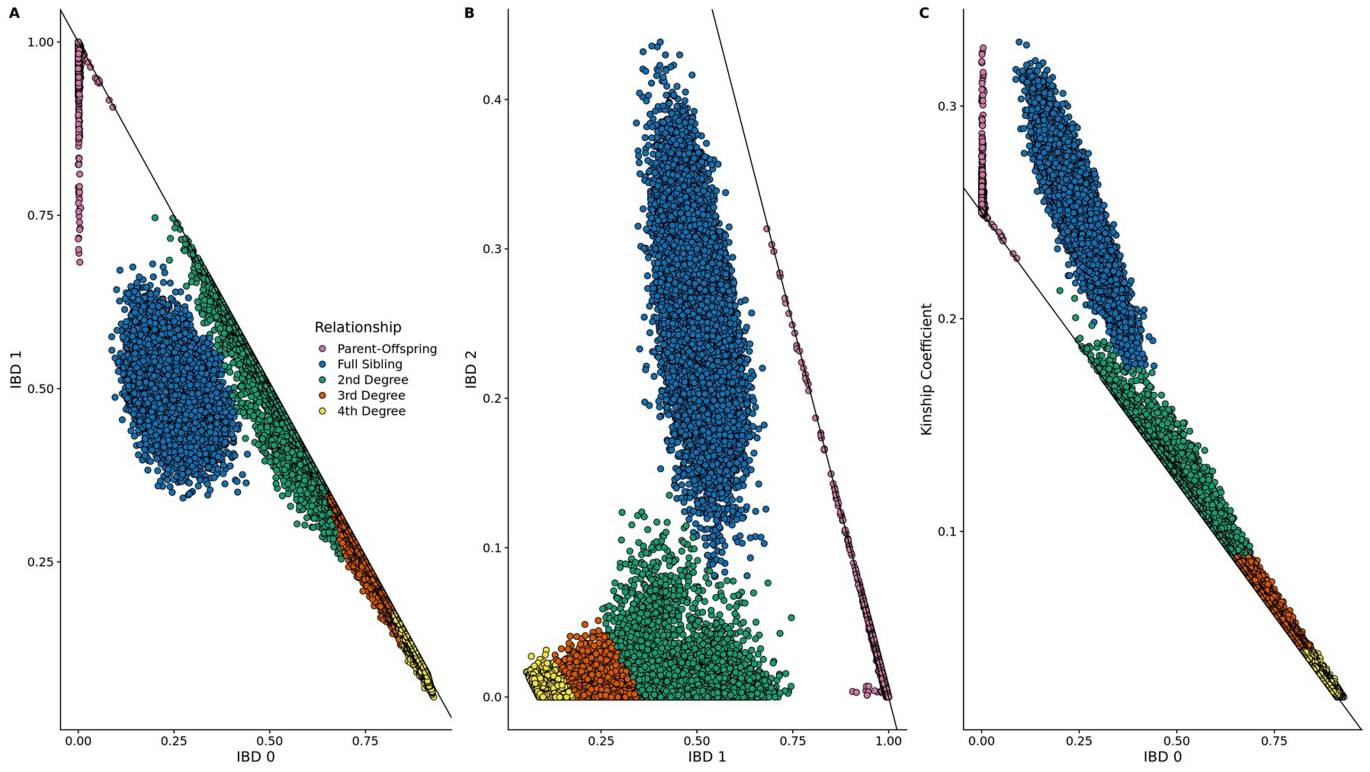 A
B
C
IBD 1
1.00
0.75
0.50
0.25
0.00
0.25
0.50
0.75
IBD 0
Relationship
Parent-Offspring
Full Sibling
2nd Degree
3rd Degree
4th Degree
IBD 2
0.4
0.3
0.2
0.1
0.0
0.25
0.50
0.75
1.00
IBD 1
Kinship Coefficient
0.3
0.2
0.1
0.00
0.25
0.50
0.75
IBD 0